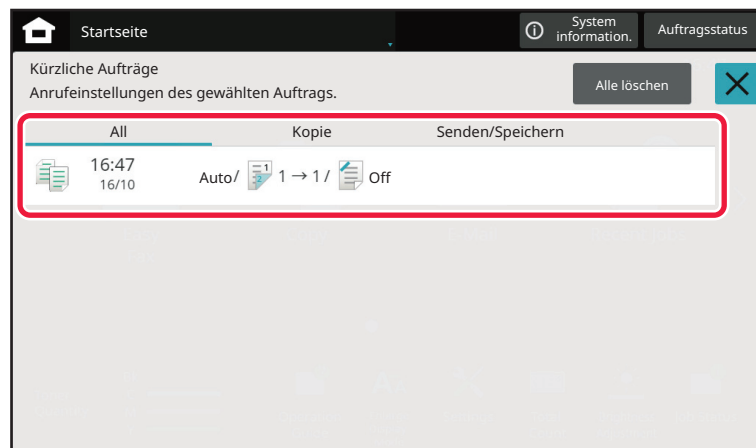 Startseite
System
information.
Auftragsstatus
Kürzliche Aufträge
Anrufeinstellungen des gewählten Auftrags.
Alle löschen
All Kopie Senden/Speichern
16:47
16/10
Auto/ 1 → 1 / Off